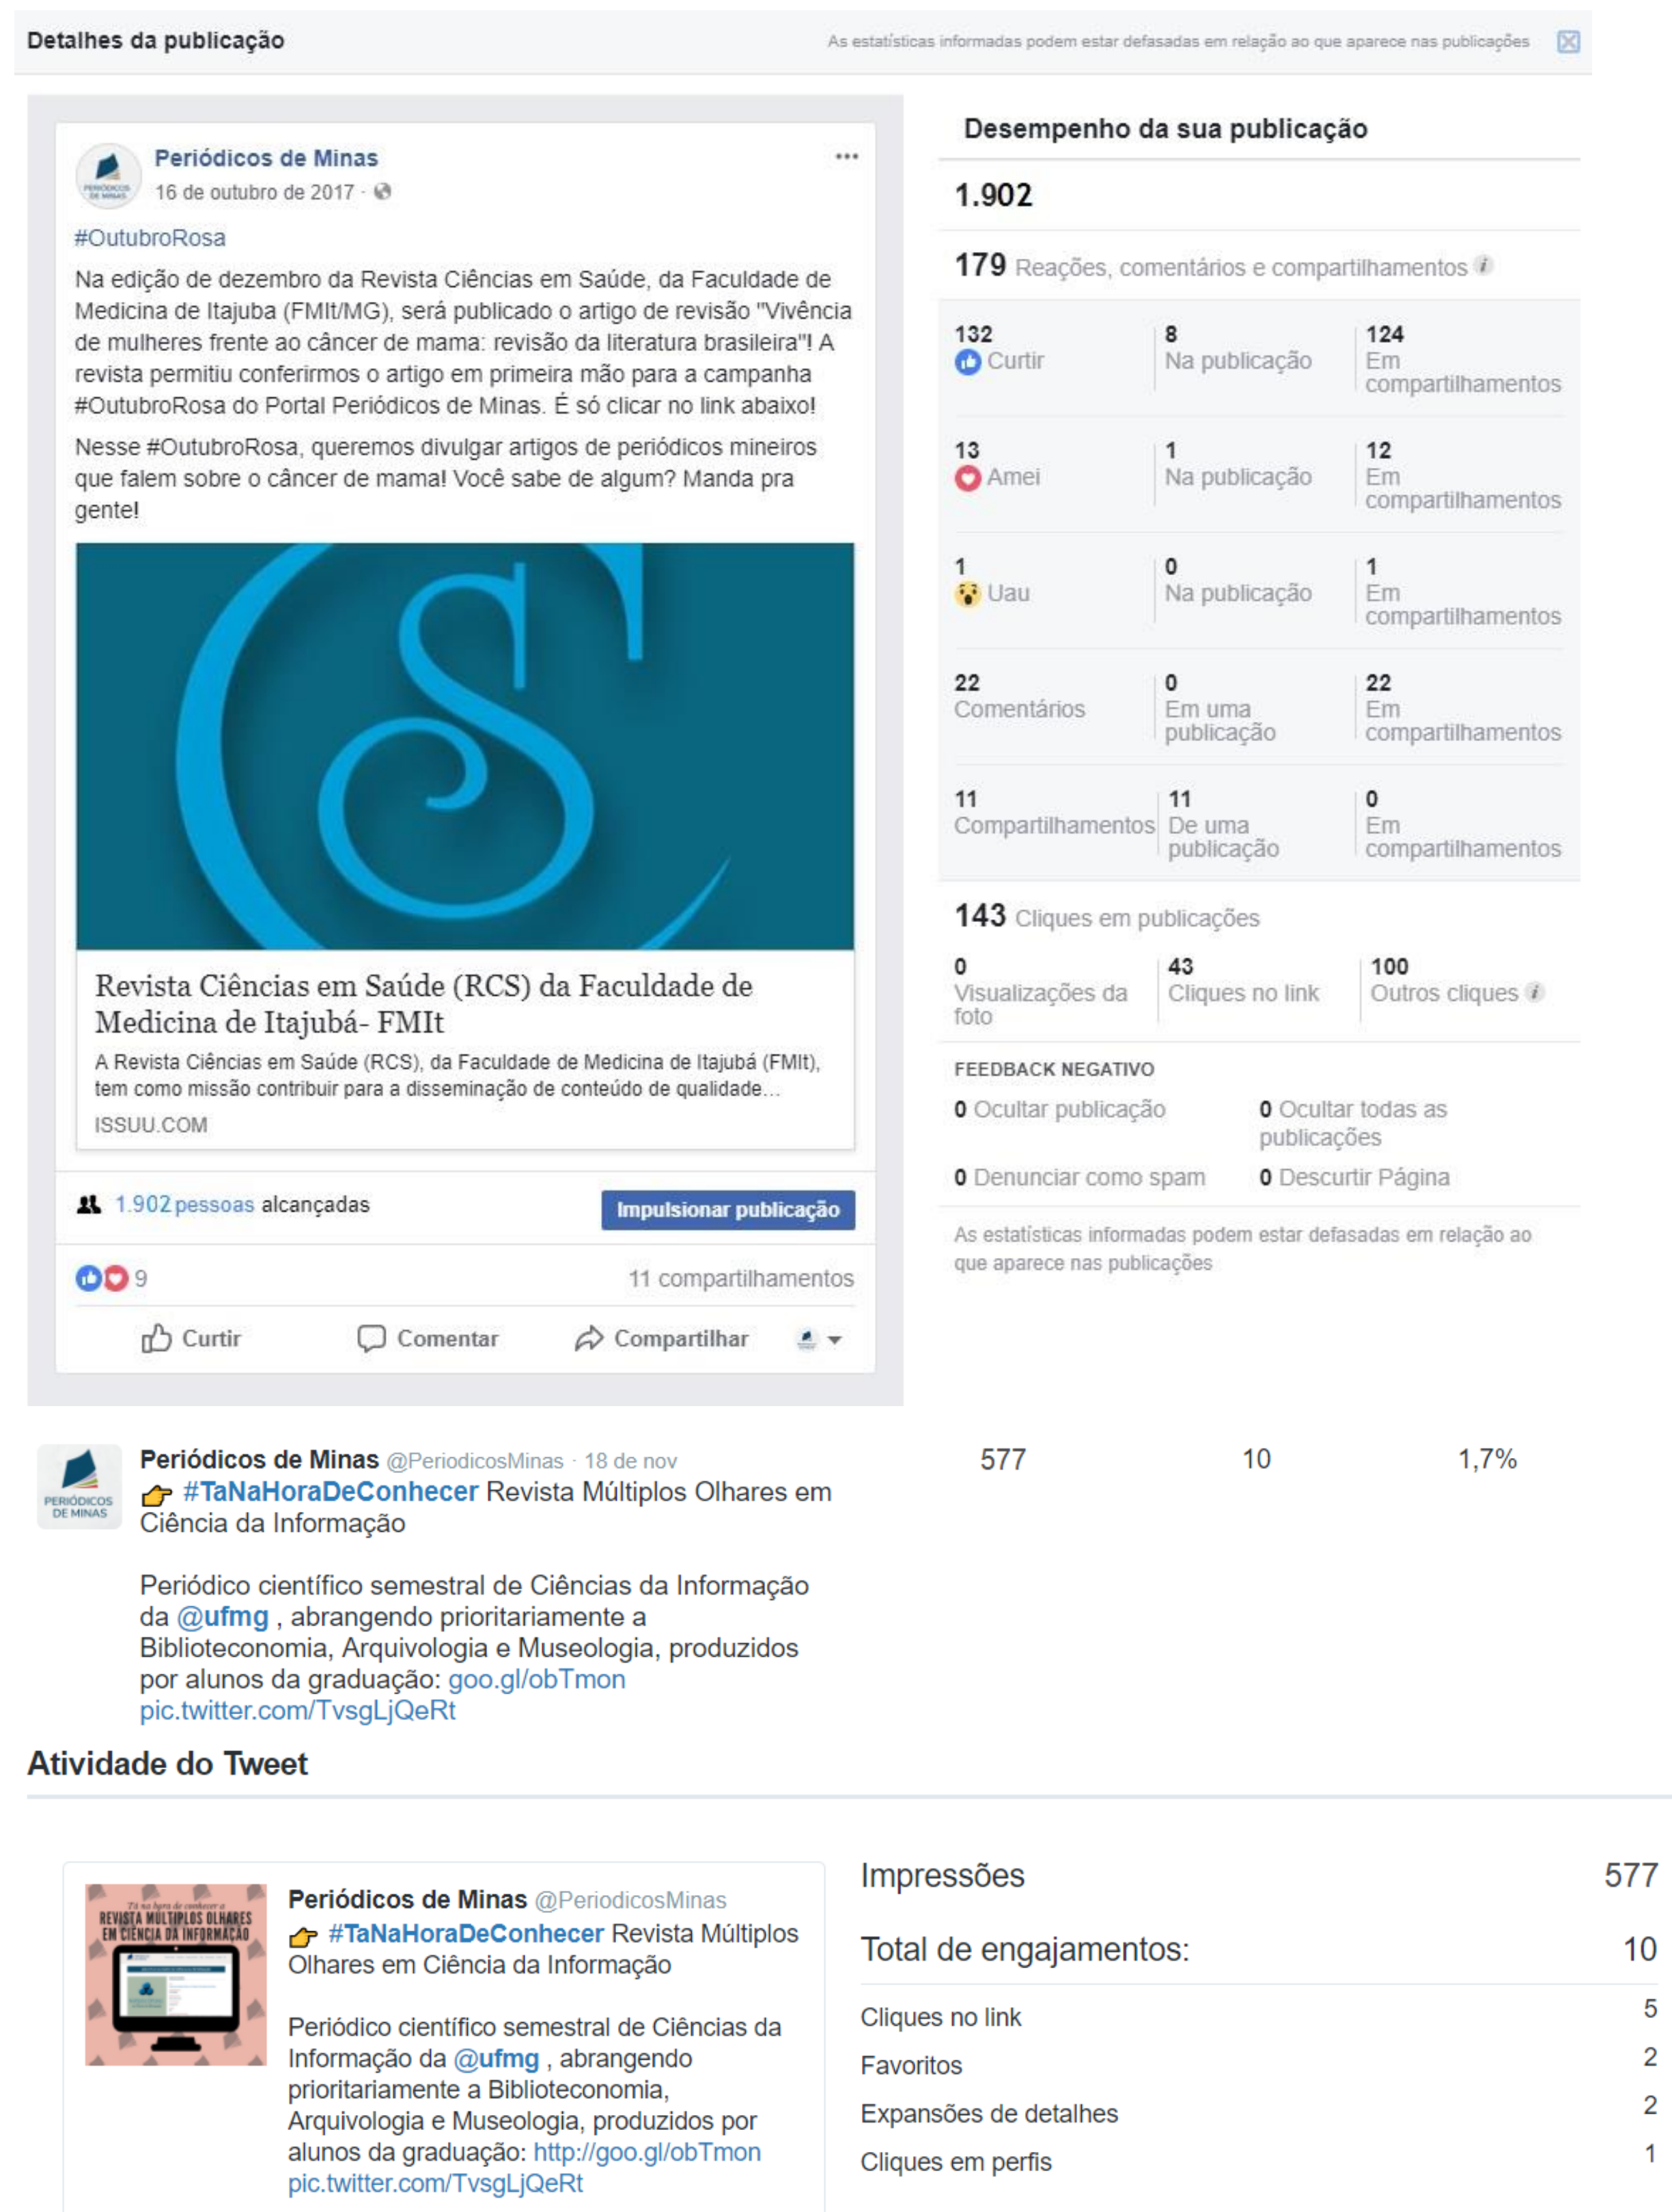 Detalhes da publicação
As estatísticas informadas podem estar defasadas em relação ao que aparece nas publicações
PERIÓDICOS
DE MINAS
Periódicos de Minas
16 de outubro de 2017 ·
#OutubroRosa
Na edição de dezembro da Revista Ciências em Saúde, da Faculdade de
Medicina de Itajuba (FMIt/MG), será publicado o artigo de revisão "Vivência
de mulheres frente ao câncer de mama: revisão da literatura brasileira"! A
revista permitiu conferirmos o artigo em primeira mão para a campanha
#OutubroRosa do Portal Periódicos de Minas. É só clicar no link abaixo!
Nesse #OutubroRosa, queremos divulgar artigos de periódicos mineiros
que falem sobre o câncer de mama! Você sabe de algum? Manda pra
gente!
CS
Revista Ciências em Saúde (RCS) da Faculdade de
Medicina de Itajubá- FMIt
A Revista Ciências em Saúde (RCS), da Faculdade de Medicina de Itajubá (FMIt),
tem como missão contribuir para a disseminação de conteúdo de qualidade...
ISSUU.COM
1.902 pessoas alcançadas
Impulsionar publicação
9
11 compartilhamentos
Curtir
Comentar
Compartilhar
Desempenho da sua publicação
1.902
179 Reações, comentários e compartilhamentos i
132
Curtir
8
Na publicação
124
Em
compartilhamentos
13
Amei
1
Na publicação
12
Em
compartilhamentos
1
Uau
0
Na publicação
1
Em
compartilhamentos
22
Comentários
0
Em uma
publicação
22
Em
compartilhamentos
11
Compartilhamentos
11
De uma
publicação
0
Em
compartilhamentos
143 Cliques em publicações
0
Visualizações da
foto
43
Cliques no link
100
Outros cliques i
FEEDBACK NEGATIVO
0 Ocultar publicação
0 Ocultar todas as
publicações
0 Denunciar como spam
0 Descurtir Página
As estatísticas informadas podem estar defasadas em relação ao
que aparece nas publicações
PERIÓDICOS
DE MINAS
Periódicos de Minas @PeriodicosMinas · 18 de nov
577
10
1,7%
👉 #TaNaHoraDeConhecer Revista Múltiplos Olhares em
Ciência da Informação
Periódico científico semestral de Ciências da Informação
da @ufmg , abrangendo prioritariamente a
Biblioteconomia, Arquivologia e Museologia, produzidos
por alunos da graduação: goo.gl/obTmon
pic.twitter.com/TvsgLjQeRt
Atividade do Tweet
Tá na hora de conhecer a
REVISTA MÚLTIPLOS OLHARES
EM CIÊNCIA DA INFORMAÇÃO
Periódicos de Minas @PeriodicosMinas
👉 #TaNaHoraDeConhecer Revista Múltiplos
Olhares em Ciência da Informação
Periódico científico semestral de Ciências da
Informação da @ufmg , abrangendo
prioritariamente a Biblioteconomia,
Arquivologia e Museologia, produzidos por
alunos da graduação: http://goo.gl/obTmon
pic.twitter.com/TvsgLjQeRt
Impressões 577
Total de engajamentos: 10
Cliques no link 5
Favoritos 2
Expansões de detalhes 2
Cliques em perfis 1